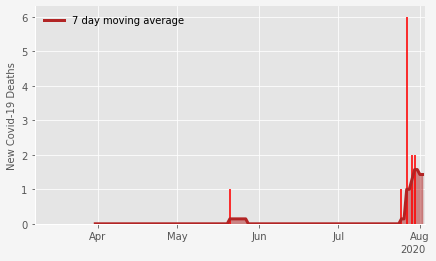 7 day moving average
New Covid-19 Deaths
6
5
4
3
2
1
0
Apr
May
Jun
Jul
Aug
2020